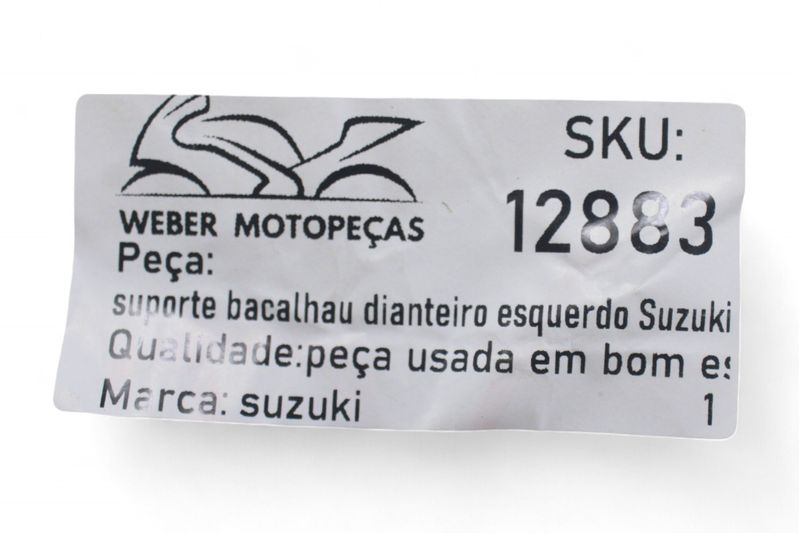 WEBER MOTOPEÇAS
SKU:
12883
Peça:
suporte bacalhau dianteiro esquerdo Suzuki
Qualidade:peça usada em bom es
Marca: suzuki
1